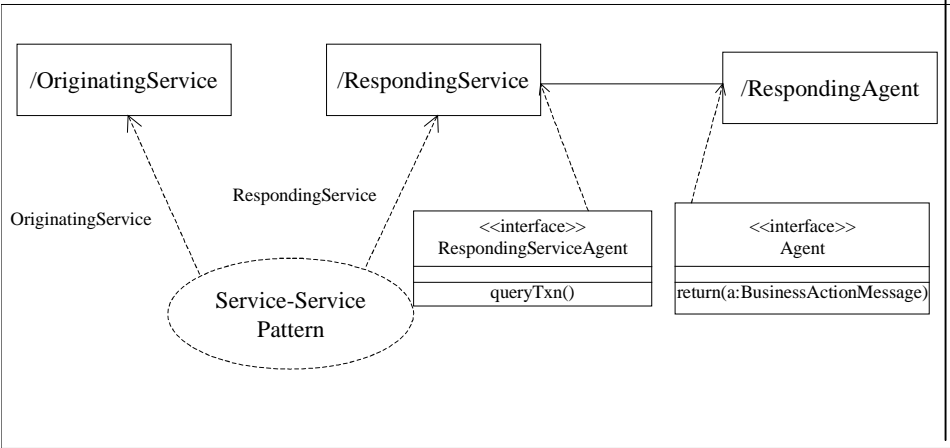 /OriginatingService
/RespondingService
/RespondingAgent
RespondingService
OriginatingService
<<interface>>
RespondingServiceAgent
queryTxn()
<<interface>>
Agent
return(a:BusinessActionMessage)
Service-Service
Pattern